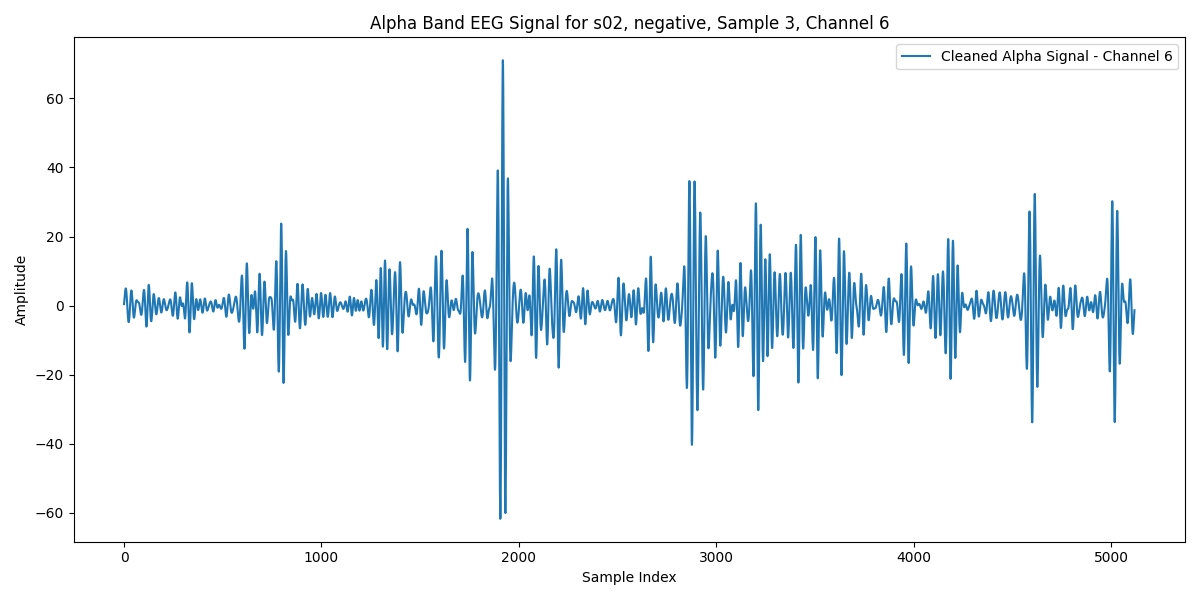 Alpha Band EEG Signal for s02, negative, Sample 3, Channel 6
Cleaned Alpha Signal - Channel 6
Amplitude
60
40
20
0
−20
−40
−60
0 1000 2000 3000 4000 5000
Sample Index